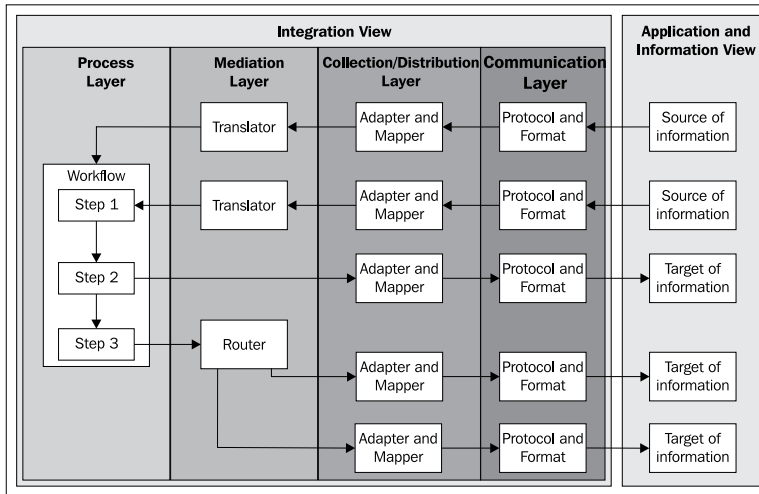 Integration View
Application and
Information View
Process
Layer
Mediation
Layer
Collection/Distribution
Layer
Communication
Layer
Translator
Adapter and
Mapper
Protocol and
Format
Source of
information
Workflow
Step 1
Translator
Adapter and
Mapper
Protocol and
Format
Source of
information
Step 2
Adapter and
Mapper
Protocol and
Format
Target of
information
Step 3
Router
Adapter and
Mapper
Protocol and
Format
Target of
information
Adapter and
Mapper
Protocol and
Format
Target of
information